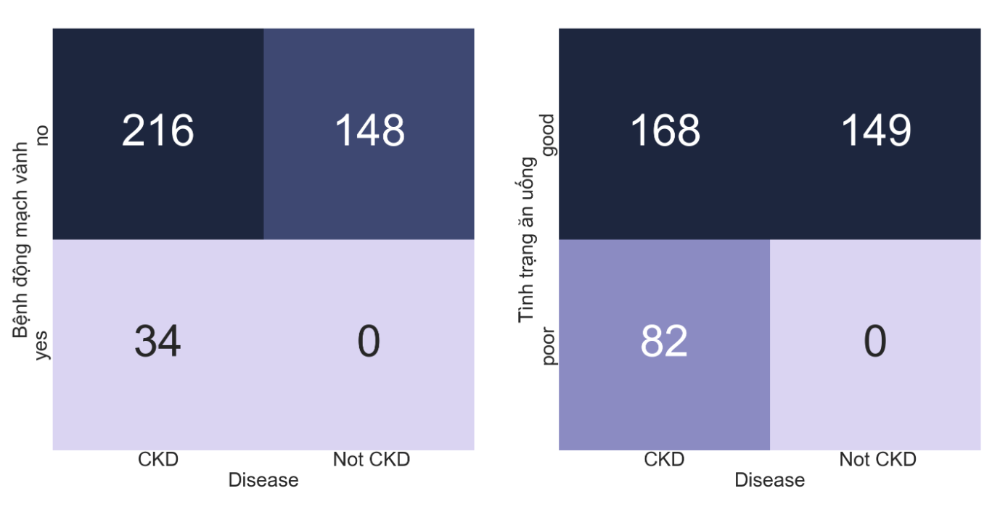 Bệnh động mạch vành
no
yes
216
148
34
0
CKD
Not CKD
Disease
Tình trạng ăn uống
good
poor
168
149
82
0
CKD
Not CKD
Disease